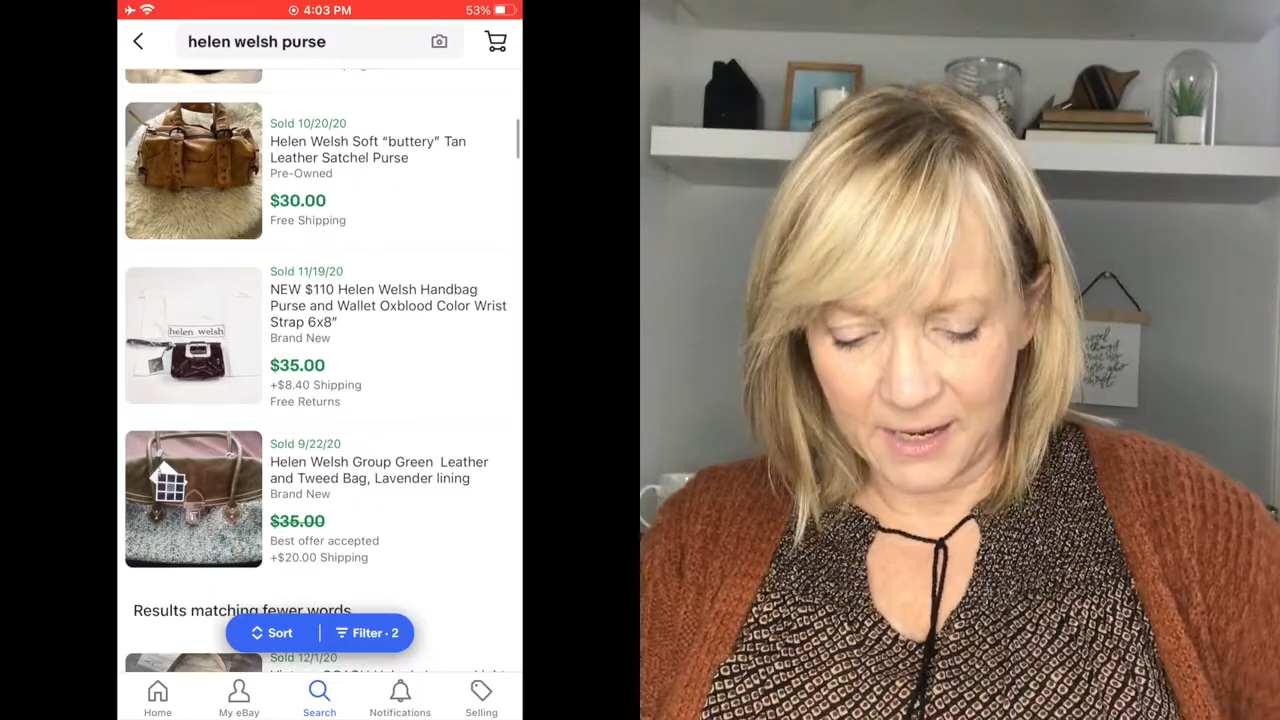 4:03 PM
53%
helen welsh purse
Sold 10/20/20
Helen Welsh Soft “buttery” Tan
Leather Satchel Purse
Pre-Owned
$30.00
Free Shipping
helen welsh
Sold 11/19/20
NEW $110 Helen Welsh Handbag
Purse and Wallet Oxblood Color Wrist
Strap 6x8”
Brand New
$35.00
+$8.40 Shipping
Free Returns
Sold 9/22/20
Helen Welsh Group Green Leather
and Tweed Bag, Lavender lining
Brand New
$35.00
Best offer accepted
+$20.00 Shipping
Results matching fewer words
Sort
Filter · 2
Sold 12/1/20
Home
My eBay
Search
Notifications
Selling
good
things